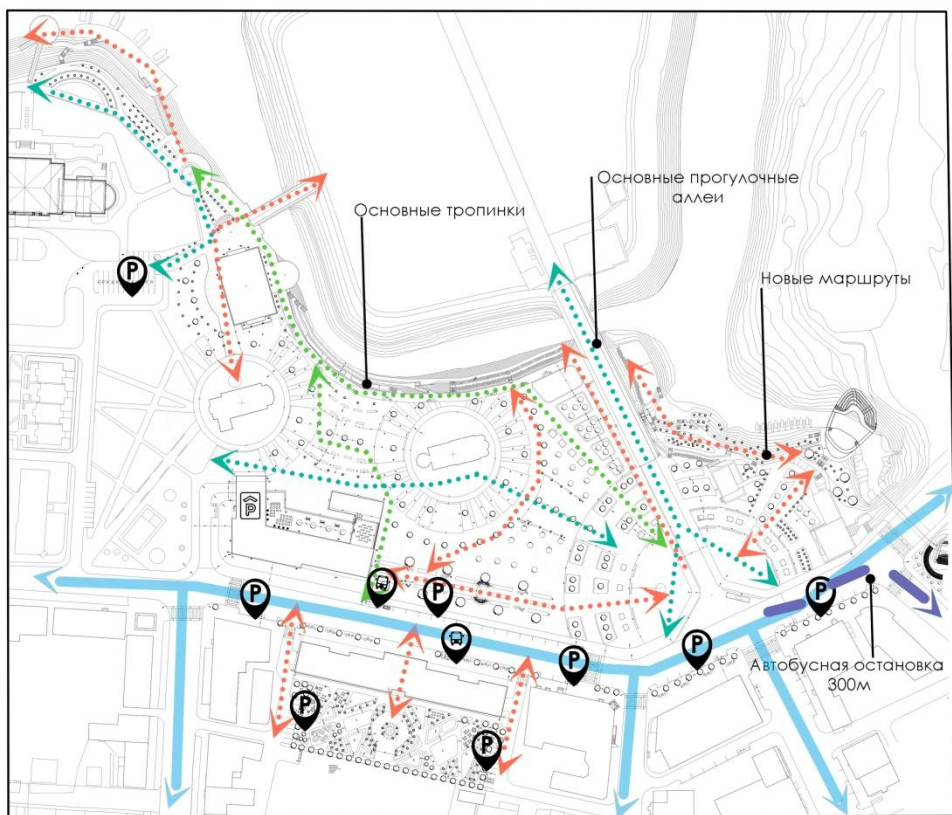 Основные прогулочные
аллеи
Основные тропинки
Новые маршруты
P
P
P
P
P
P
P
P
P
Автобусная остановка
300м